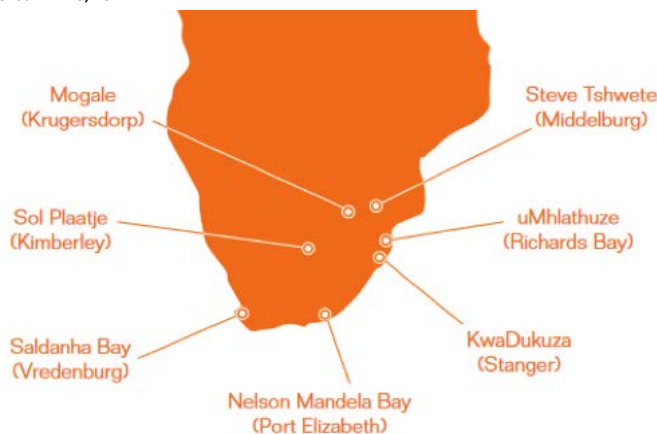 Mogale
(Krugersdorp)
Steve Tshwete
(Middelburg)
Sol Plaatje
(Kimberley)
uMhlathuze
(Richards Bay)
Saldanha Bay
(Vredenburg)
KwaDukuza
(Stanger)
Nelson Mandela Bay
(Port Elizabeth)